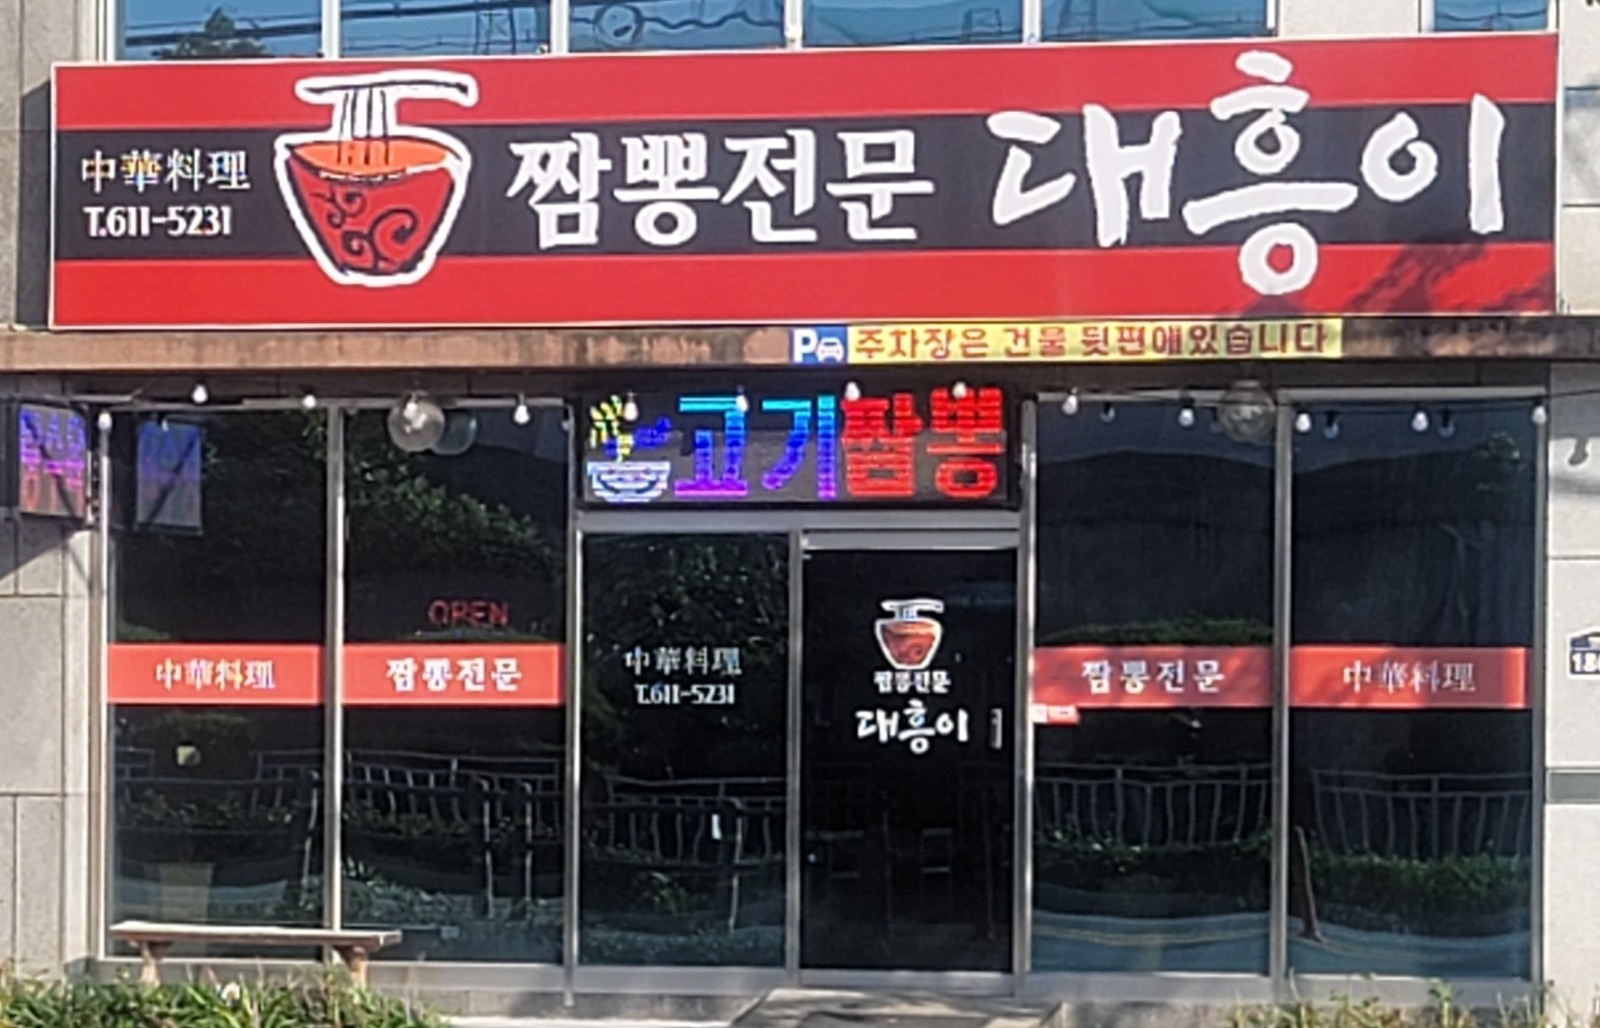 中華料理
T.611-5231
짬뽕전문 대흥이
P 주차장은 건물 뒷편애있습니다
고기짬뽕
OPEN
中華料理
짬뽕전문
中華料理
T.611-5231
짬뽕전문
대흥이
짬뽕전문
中華料理